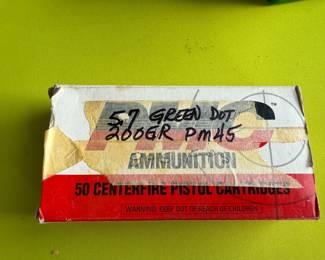 5.7 GREEN DOT
200GR PM45
PMC
AMMUNITION
50 CENTERFIRE PISTOL CARTRIDGES
WARNING: KEEP OUT OF REACH OF CHILDREN